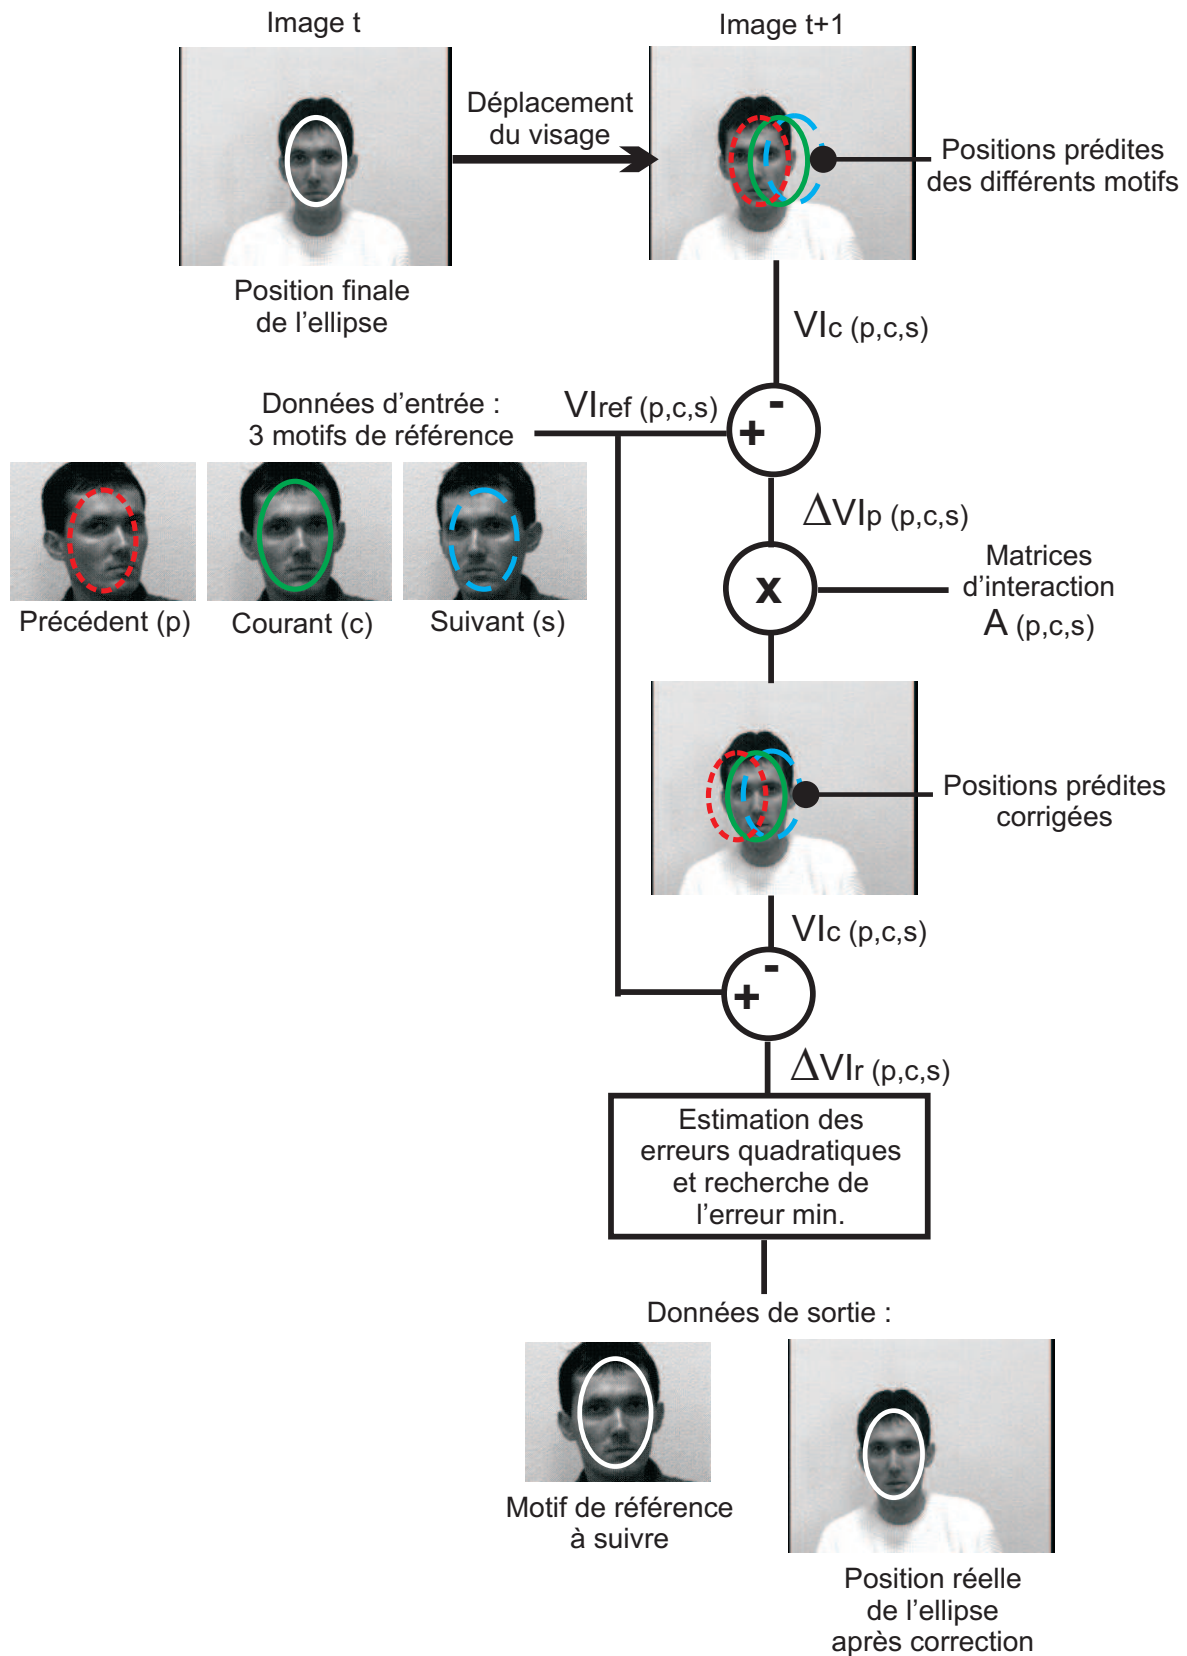 Image t
Image t+1
Déplacement
du visage
Positions prédites
des différents motifs
Position finale
de l'ellipse
VIc (p,c,s)
Données d'entrée :
3 motifs de référence
VIref (p,c,s)
-
+
ΔVIp (p,c,s)
Précédent (p)
Courant (c)
Suivant (s)
x
Matrices
d'interaction
A (p,c,s)
Positions prédites
corrigées
VIc (p,c,s)
-
+
ΔVIr (p,c,s)
Estimation des
erreurs quadratiques
et recherche de
l'erreur min.
Données de sortie :
Motif de référence
à suivre
Position réelle
de l'ellipse
après correction